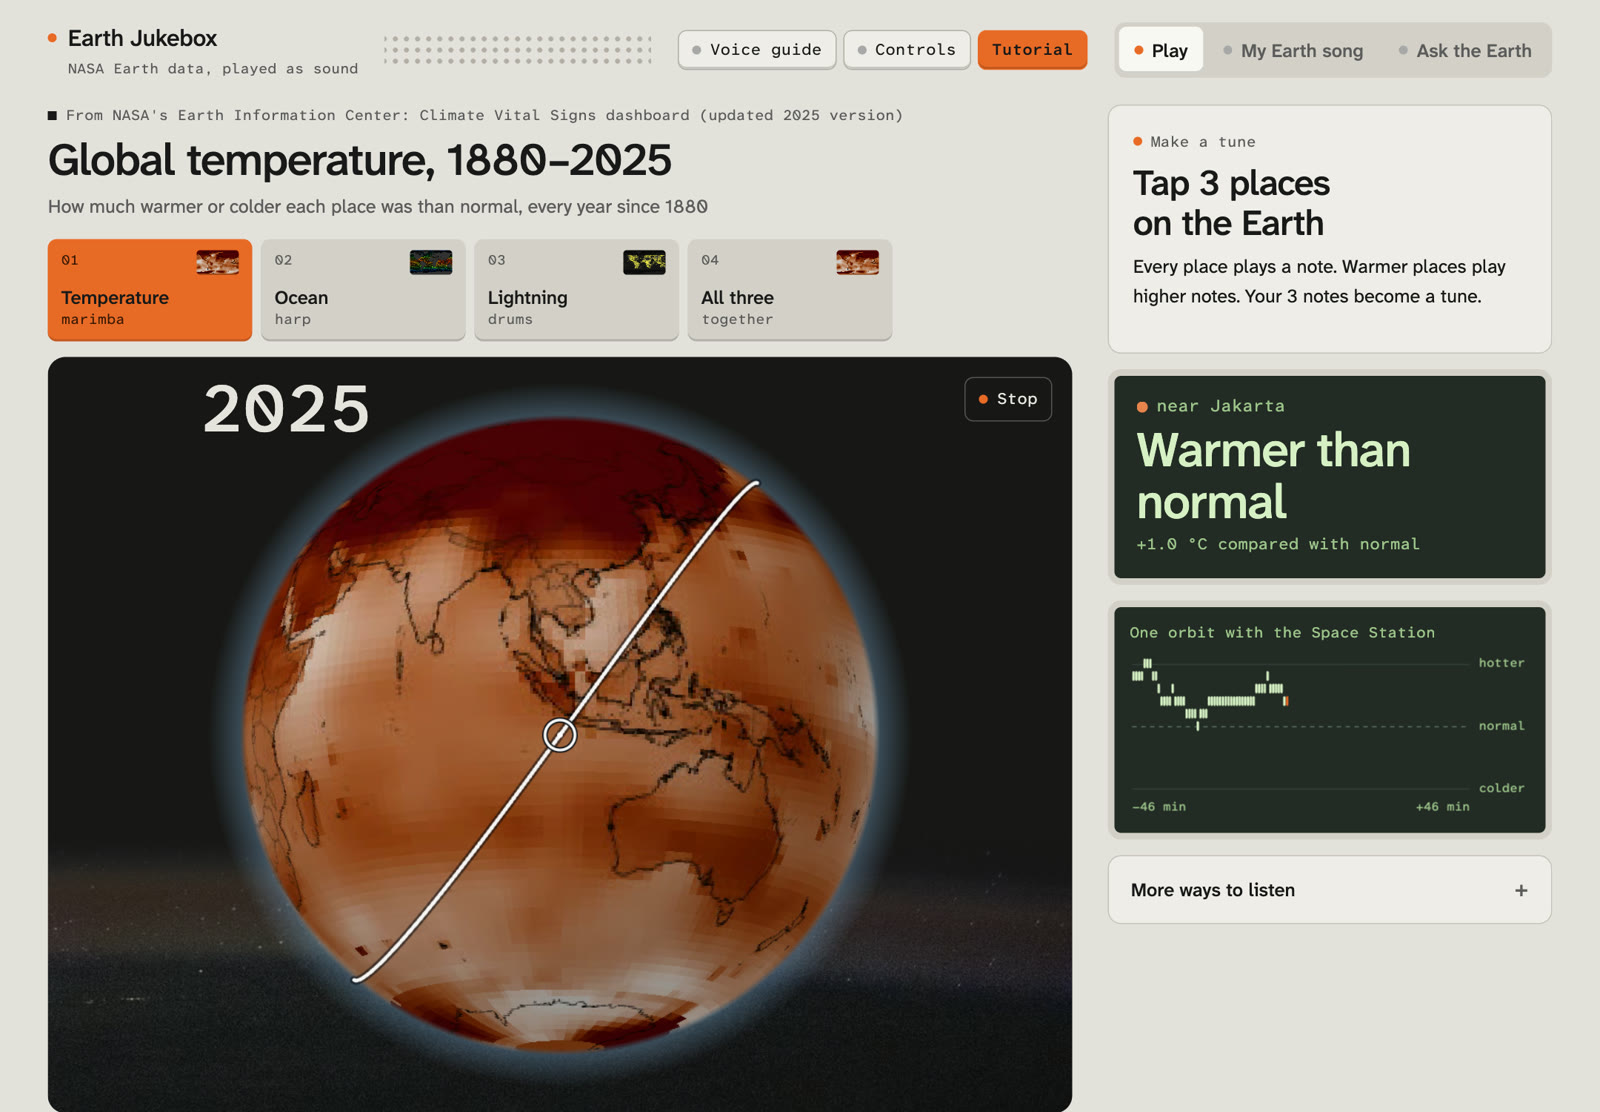 Earth Jukebox
NASA Earth data, played as sound
Voice guide
Controls
Tutorial
Play
My Earth song
Ask the Earth
From NASA's Earth Information Center: Climate Vital Signs dashboard (updated 2025 version)
Global temperature, 1880–2025
How much warmer or colder each place was than normal, every year since 1880
01
Temperature
marimba
02
Ocean
harp
03
Lightning
drums
04
All three
together
2025
Stop
Make a tune
Tap 3 places
on the Earth
Every place plays a note. Warmer places play
higher notes. Your 3 notes become a tune.
near Jakarta
Warmer than
normal
+1.0 °C compared with normal
One orbit with the Space Station
hotter
normal
colder
−46 min
+46 min
More ways to listen
+